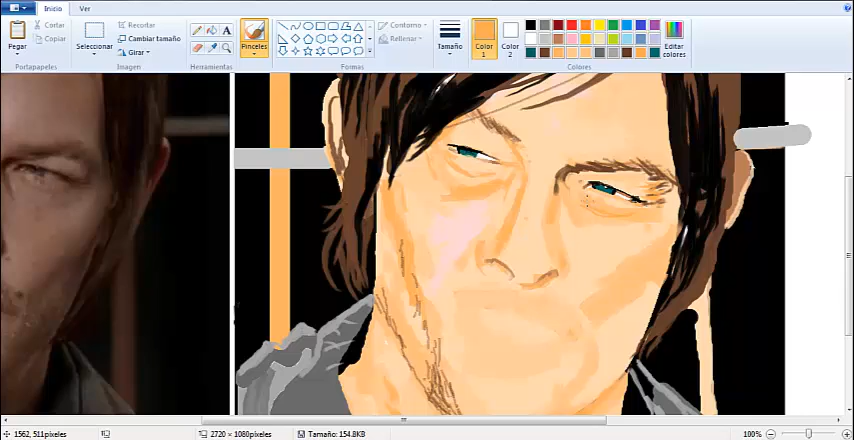 Inicio Ver
Pegar
Cortar
Copiar
Portapapeles
Seleccionar
Recortar
Cambiar tamaño
Girar
Imagen
A
Herramientas
Pinceles
Contorno
Rellenar
Formas
Tamaño
Color 1
Color 2
Editar colores
Colores
1562, 511píxeles
2720 × 1080píxeles
Tamaño: 154.8KB
100%